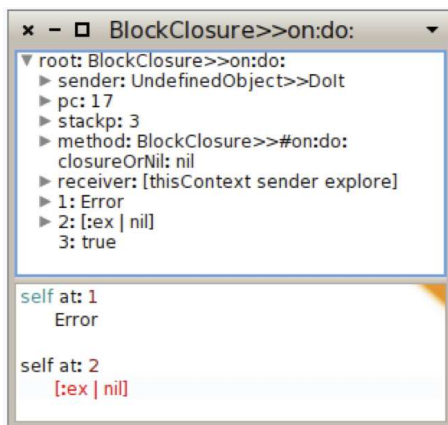 BlockClosure>>on:do:
root: BlockClosure>>on:do:
sender: UndefinedObject>>DoIt
pc: 17
stackp: 3
method: BlockClosure>>#on:do:
closureOrNil: nil
receiver: [thisContext sender explore]
1: Error
2: [:ex | nil]
3: true
self at: 1
Error
self at: 2
[:ex | nil]